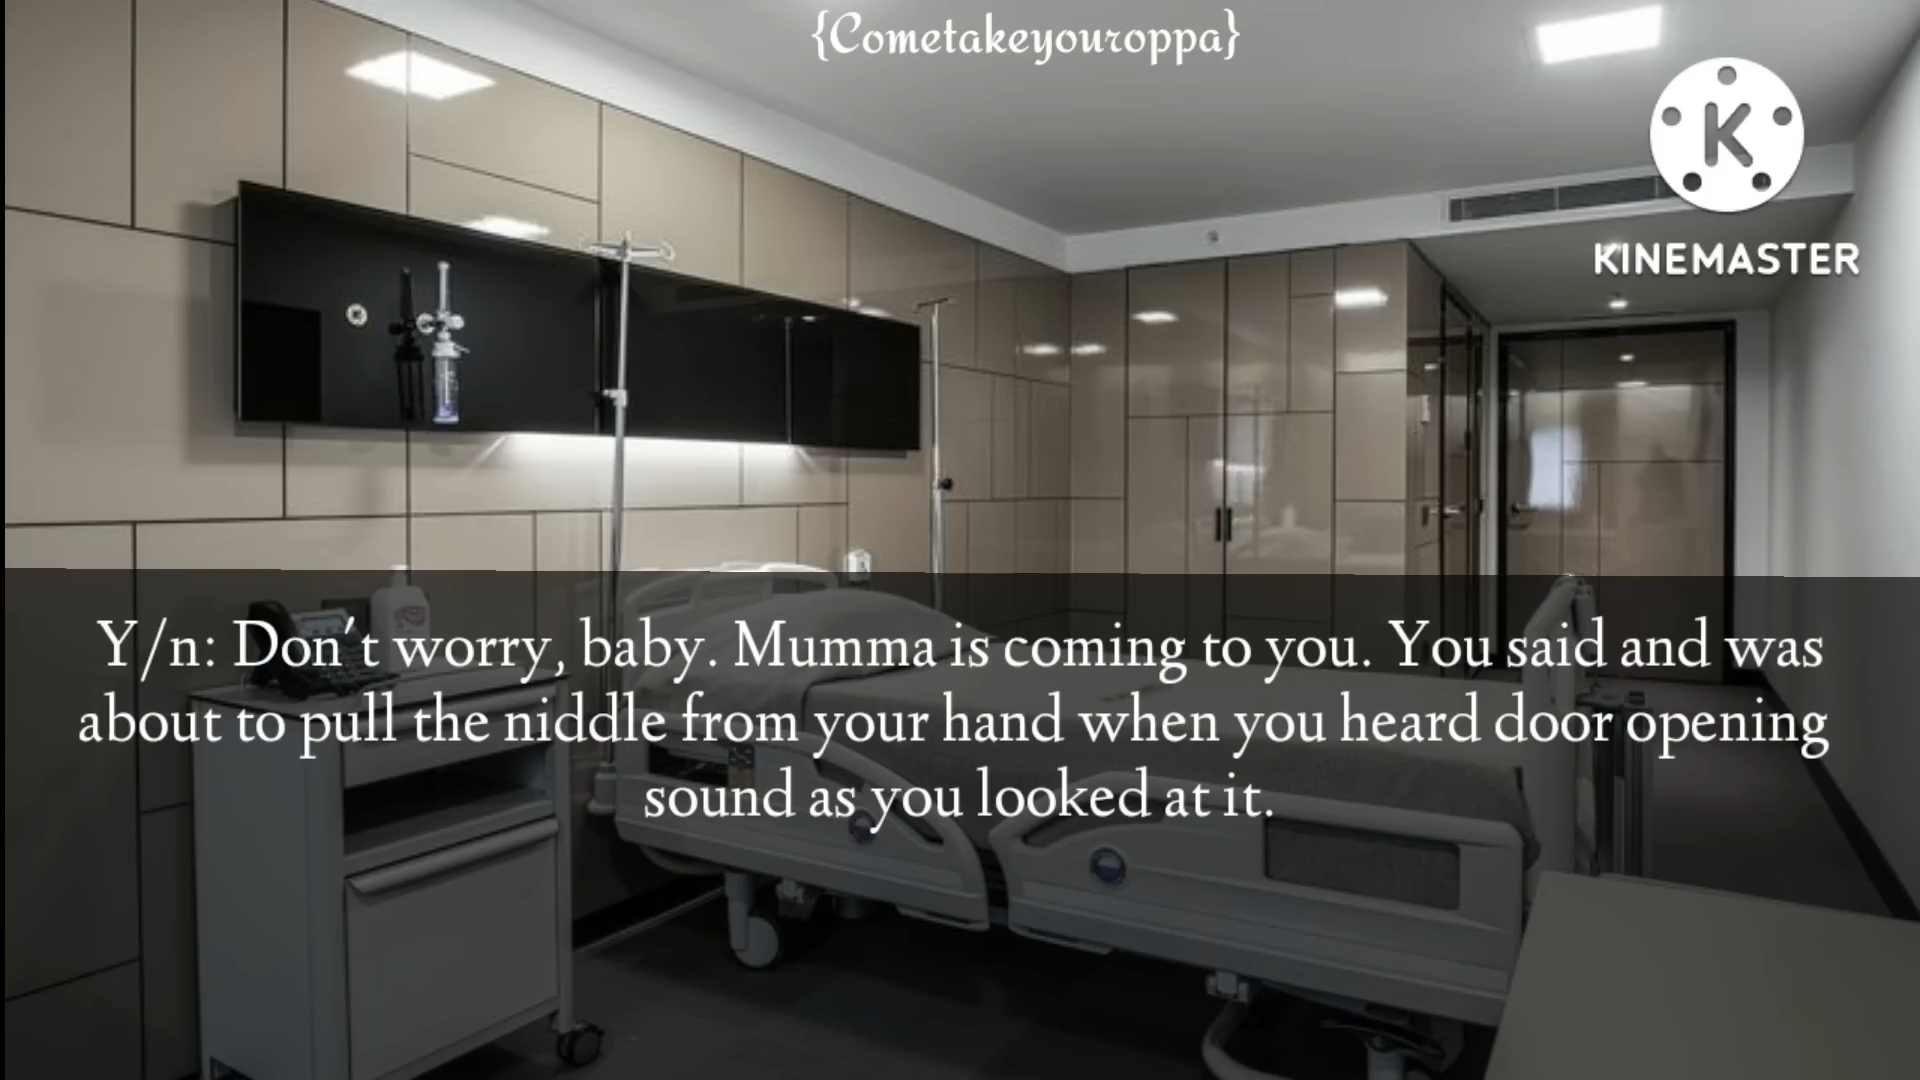 {Cometakeyouroppa}
K
KINEMASTER
Y/n: Don't worry, baby. Mumma is coming to you. You said and was
about to pull the niddle from your hand when you heard door opening
sound as you looked at it.